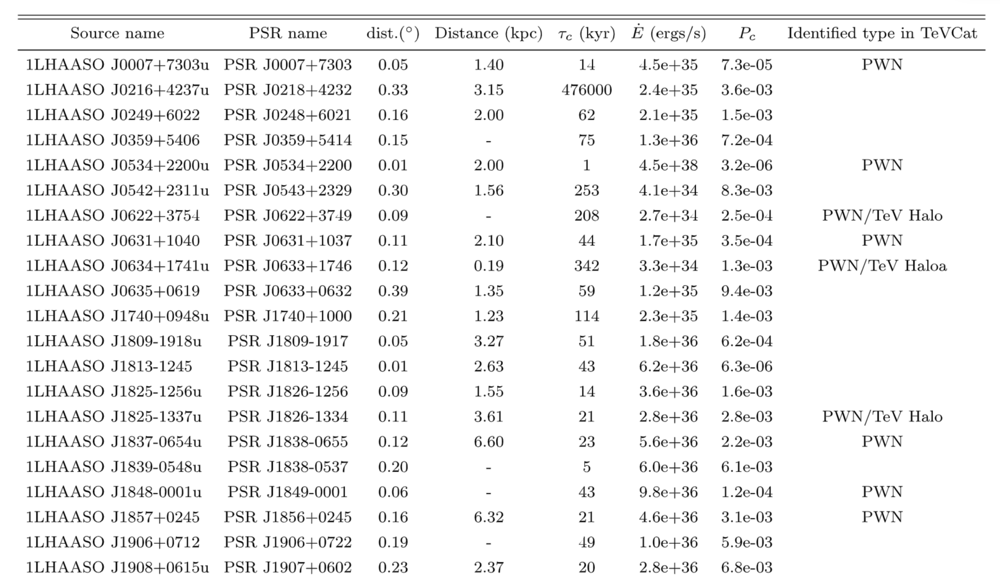 Source name PSR name dist.(°) Distance (kpc) τc (kyr) Ė (ergs/s) Pc Identified type in TeVCat
1LHAASO J0007+7303u PSR J0007+7303 0.05 1.40 14 4.5e+35 7.3e-05 PWN
1LHAASO J0216+4237u PSR J0218+4232 0.33 3.15 476000 2.4e+35 3.6e-03
1LHAASO J0249+6022 PSR J0248+6021 0.16 2.00 62 2.1e+35 1.5e-03
1LHAASO J0359+5406 PSR J0359+5414 0.15 - 75 1.3e+36 7.2e-04
1LHAASO J0534+2200u PSR J0534+2200 0.01 2.00 1 4.5e+38 3.2e-06 PWN
1LHAASO J0542+2311u PSR J0543+2329 0.30 1.56 253 4.1e+34 8.3e-03
1LHAASO J0622+3754 PSR J0622+3749 0.09 - 208 2.7e+34 2.5e-04 PWN/TeV Halo
1LHAASO J0631+1040 PSR J0631+1037 0.11 2.10 44 1.7e+35 3.5e-04 PWN
1LHAASO J0634+1741u PSR J0633+1746 0.12 0.19 342 3.3e+34 1.3e-03 PWN/TeV Haloa
1LHAASO J0635+0619 PSR J0633+0632 0.39 1.35 59 1.2e+35 9.4e-03
1LHAASO J1740+0948u PSR J1740+1000 0.21 1.23 114 2.3e+35 1.4e-03
1LHAASO J1809-1918u PSR J1809-1917 0.05 3.27 51 1.8e+36 6.2e-04
1LHAASO J1813-1245 PSR J1813-1245 0.01 2.63 43 6.2e+36 6.3e-06
1LHAASO J1825-1256u PSR J1826-1256 0.09 1.55 14 3.6e+36 1.6e-03
1LHAASO J1825-1337u PSR J1826-1334 0.11 3.61 21 2.8e+36 2.8e-03 PWN/TeV Halo
1LHAASO J1837-0654u PSR J1838-0655 0.12 6.60 23 5.6e+36 2.2e-03 PWN
1LHAASO J1839-0548u PSR J1838-0537 0.20 - 5 6.0e+36 6.1e-03
1LHAASO J1848-0001u PSR J1849-0001 0.06 - 43 9.8e+36 1.2e-04 PWN
1LHAASO J1857+0245 PSR J1856+0245 0.16 6.32 21 4.6e+36 3.1e-03 PWN
1LHAASO J1906+0712 PSR J1906+0722 0.19 - 49 1.0e+36 5.9e-03
1LHAASO J1908+0615u PSR J1907+0602 0.23 2.37 20 2.8e+36 6.8e-03